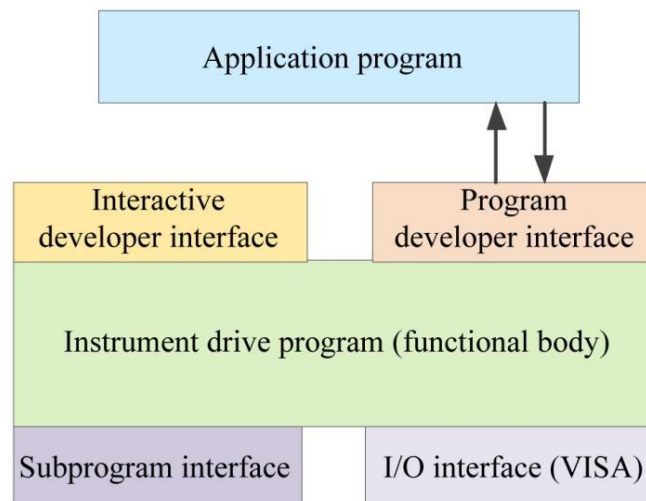 Application program
Interactive
developer interface
Program
developer interface
Instrument drive program (functional body)
Subprogram interface
I/O interface (VISA)